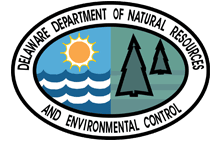 DELAWARE DEPARTMENT OF NATURAL RESOURCES
AND ENVIRONMENTAL CONTROL